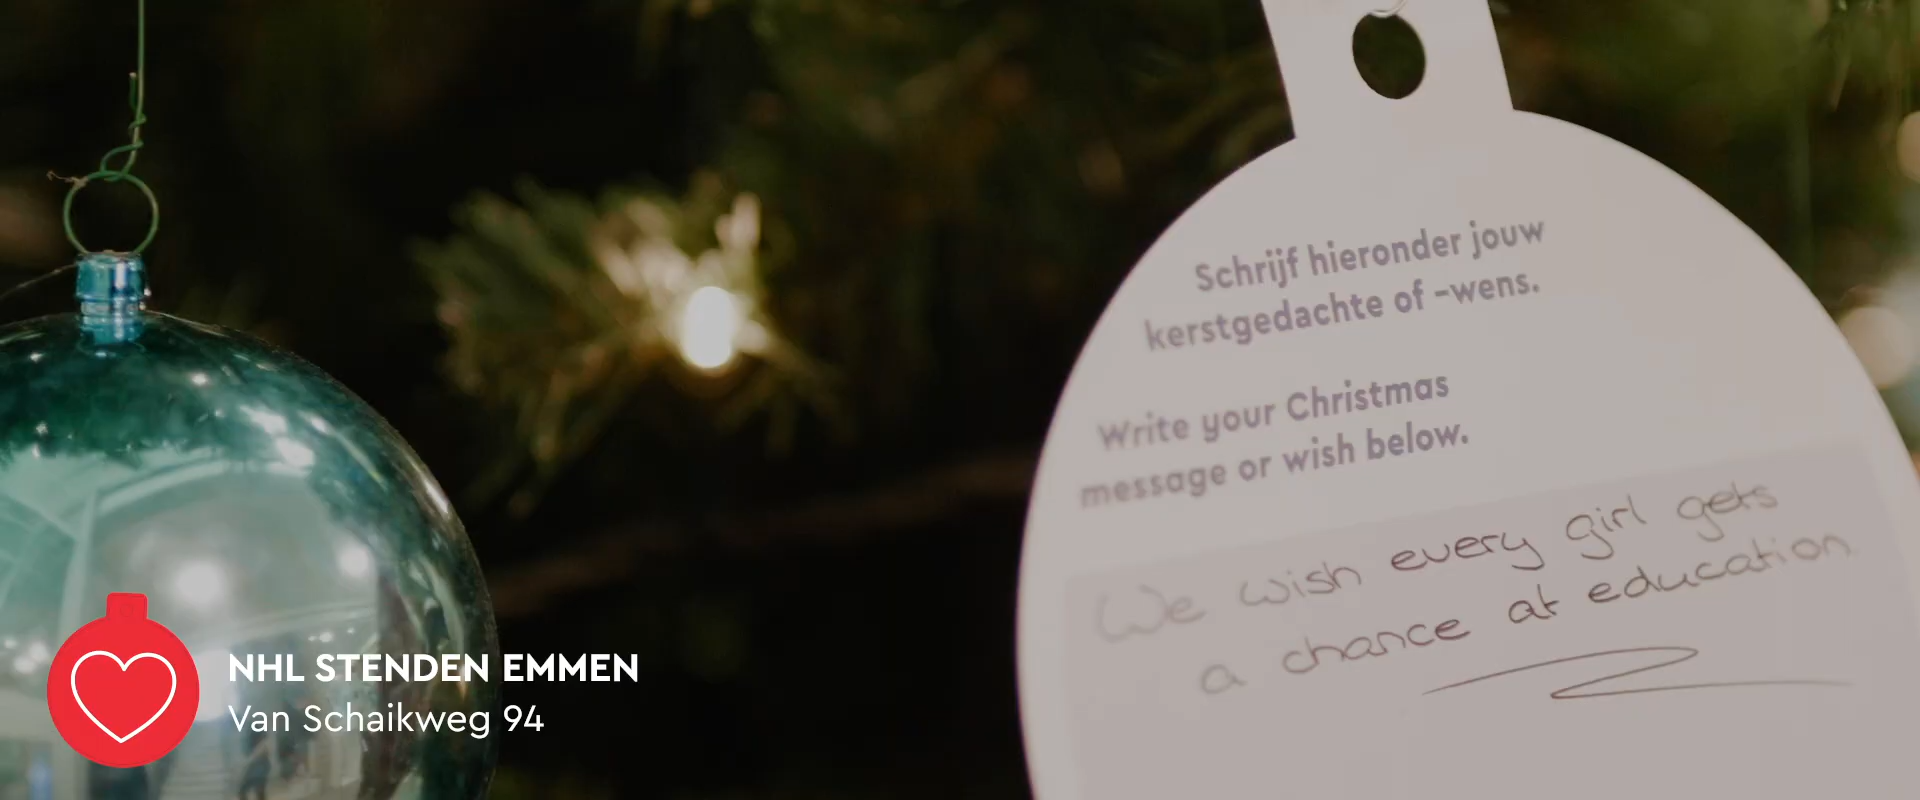 Schrijf hieronder jouw
kerstgedachte of -wens.
Write your Christmas
message or wish below.
We wish every girl gets
a chance at education
NHL STENDEN EMMEN
Van Schaikweg 94